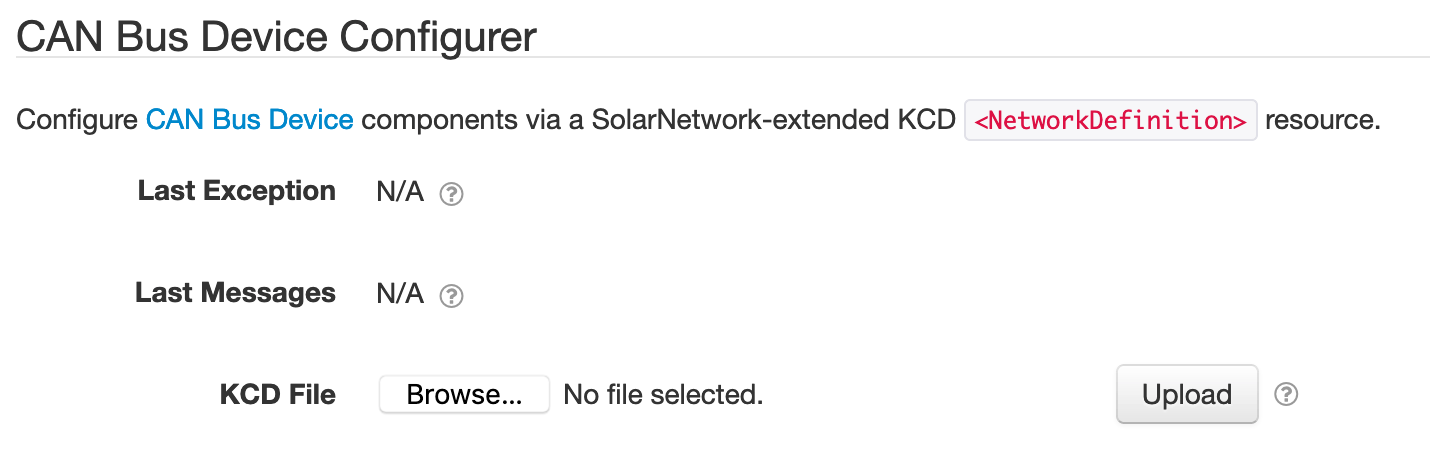 CAN Bus Device Configurer
Configure CAN Bus Device components via a SolarNetwork-extended KCD <NetworkDefinition> resource.
Last Exception N/A ?
Last Messages N/A ?
KCD File Browse... No file selected. Upload ?